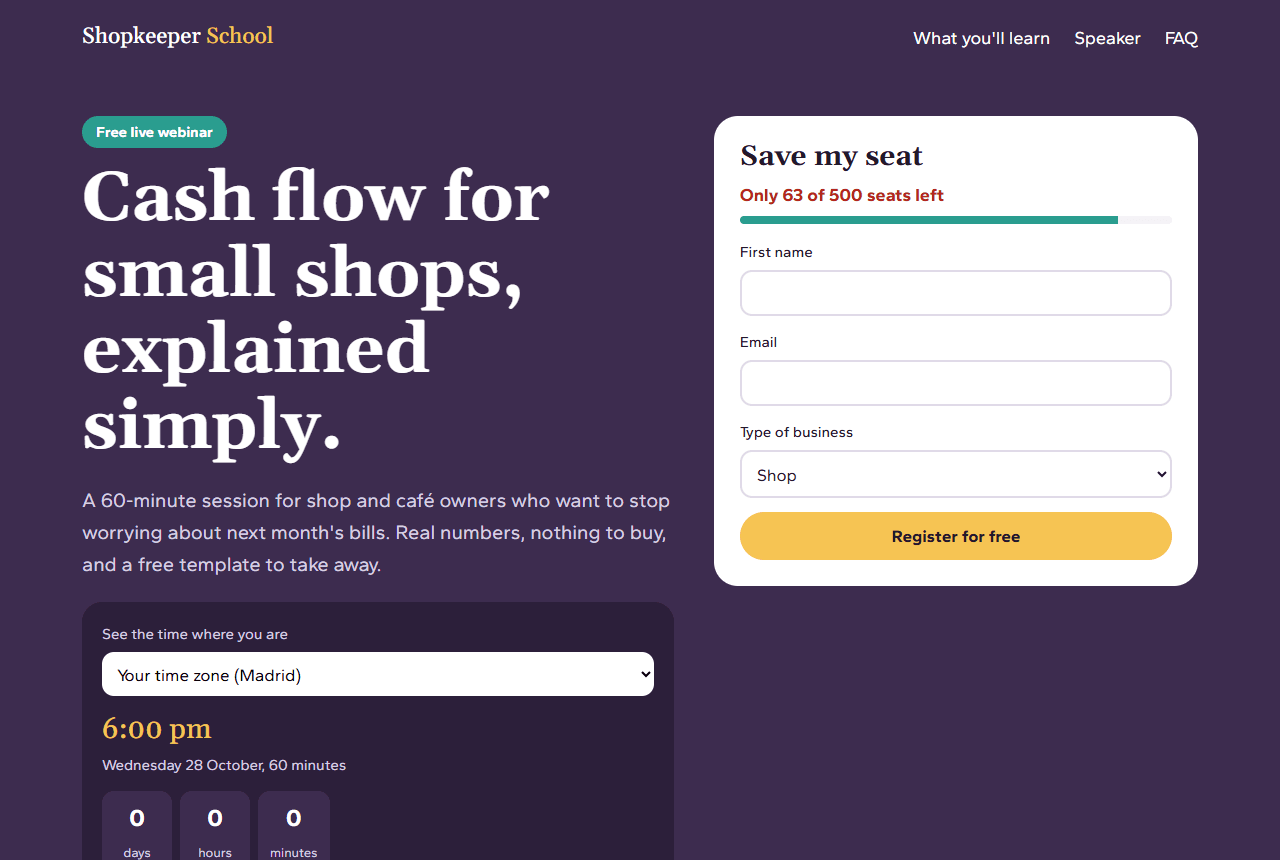 Shopkeeper School
What you'll learn
Speaker
FAQ
Free live webinar
Cash flow for
small shops,
explained
simply.
A 60-minute session for shop and café owners who want to stop
worrying about next month's bills. Real numbers, nothing to buy,
and a free template to take away.
See the time where you are
Your time zone (Madrid)
6:00 pm
Wednesday 28 October, 60 minutes
0
0
0
days
hours
minutes
Save my seat
Only 63 of 500 seats left
First name
Email
Type of business
Shop
Register for free